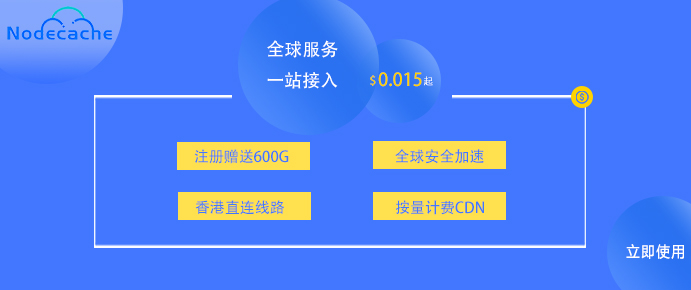 Nodecache
全球服务
一站接入
$0.015起
注册赠送600G
全球安全加速
香港直连线路
按量计费CDN
立即使用